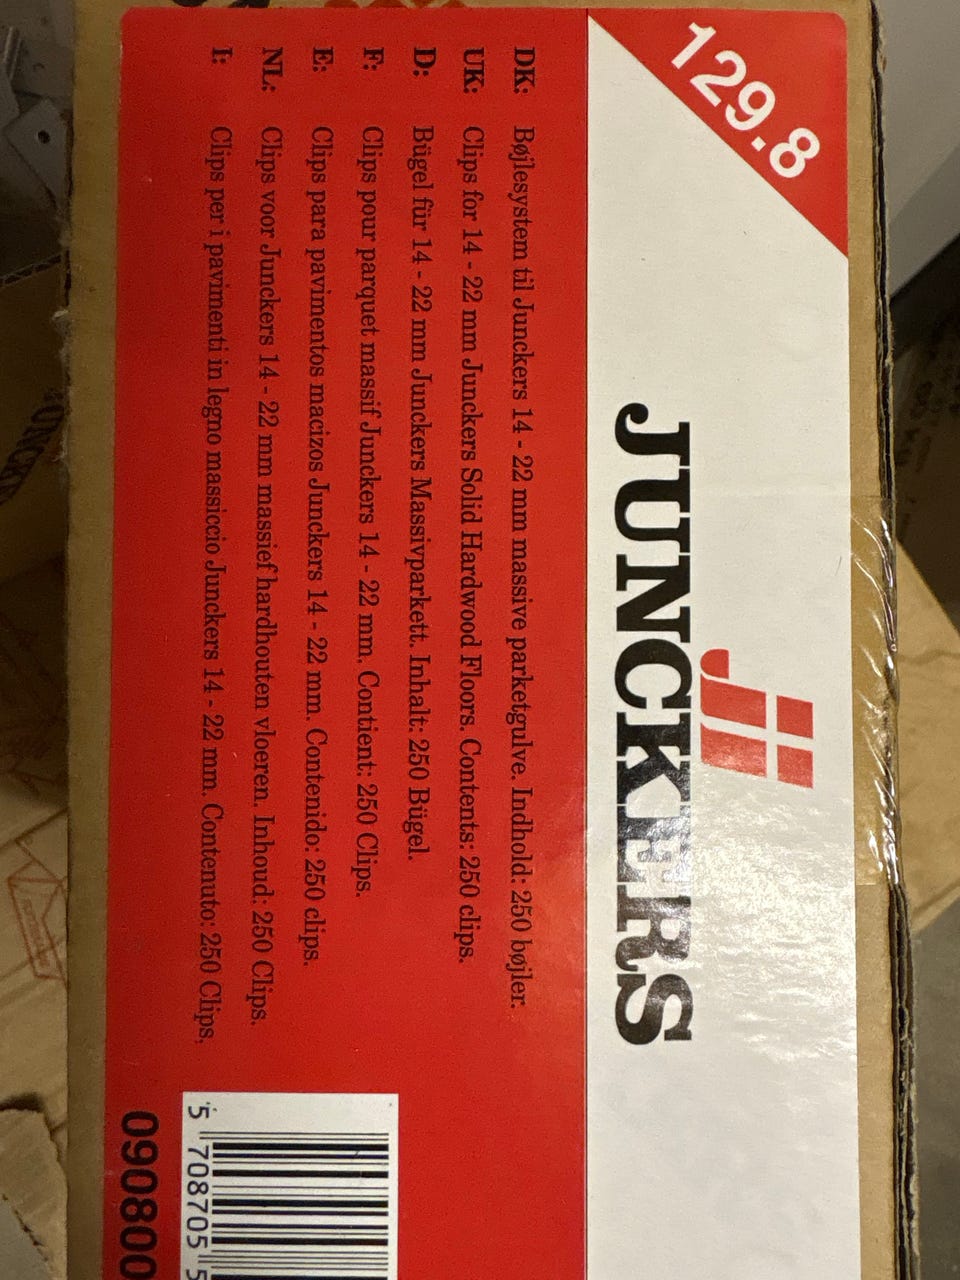 129.8
jj
JUNCKERS
DK: Bøjlesystem til Junckers 14 - 22 mm massive parketgulve. Indhold: 250 bøjler.
UK: Clips for 14 - 22 mm Junckers Solid Hardwood Floors. Contents: 250 clips.
D: Bügel für 14 - 22 mm Junckers Massivparkett. Inhalt: 250 Bügel.
F: Clips pour parquet massif Junckers 14 - 22 mm. Contient: 250 Clips.
E: Clips para pavimentos macizos Junckers 14 - 22 mm. Contenido: 250 clips.
NL: Clips voor Junckers 14 - 22 mm massief hardhouten vloeren. Inhoud: 250 Clips.
I: Clips per i pavimenti in legno massiccio Junckers 14 - 22 mm. Contenuto: 250 Clips.
5 708705 5
090800